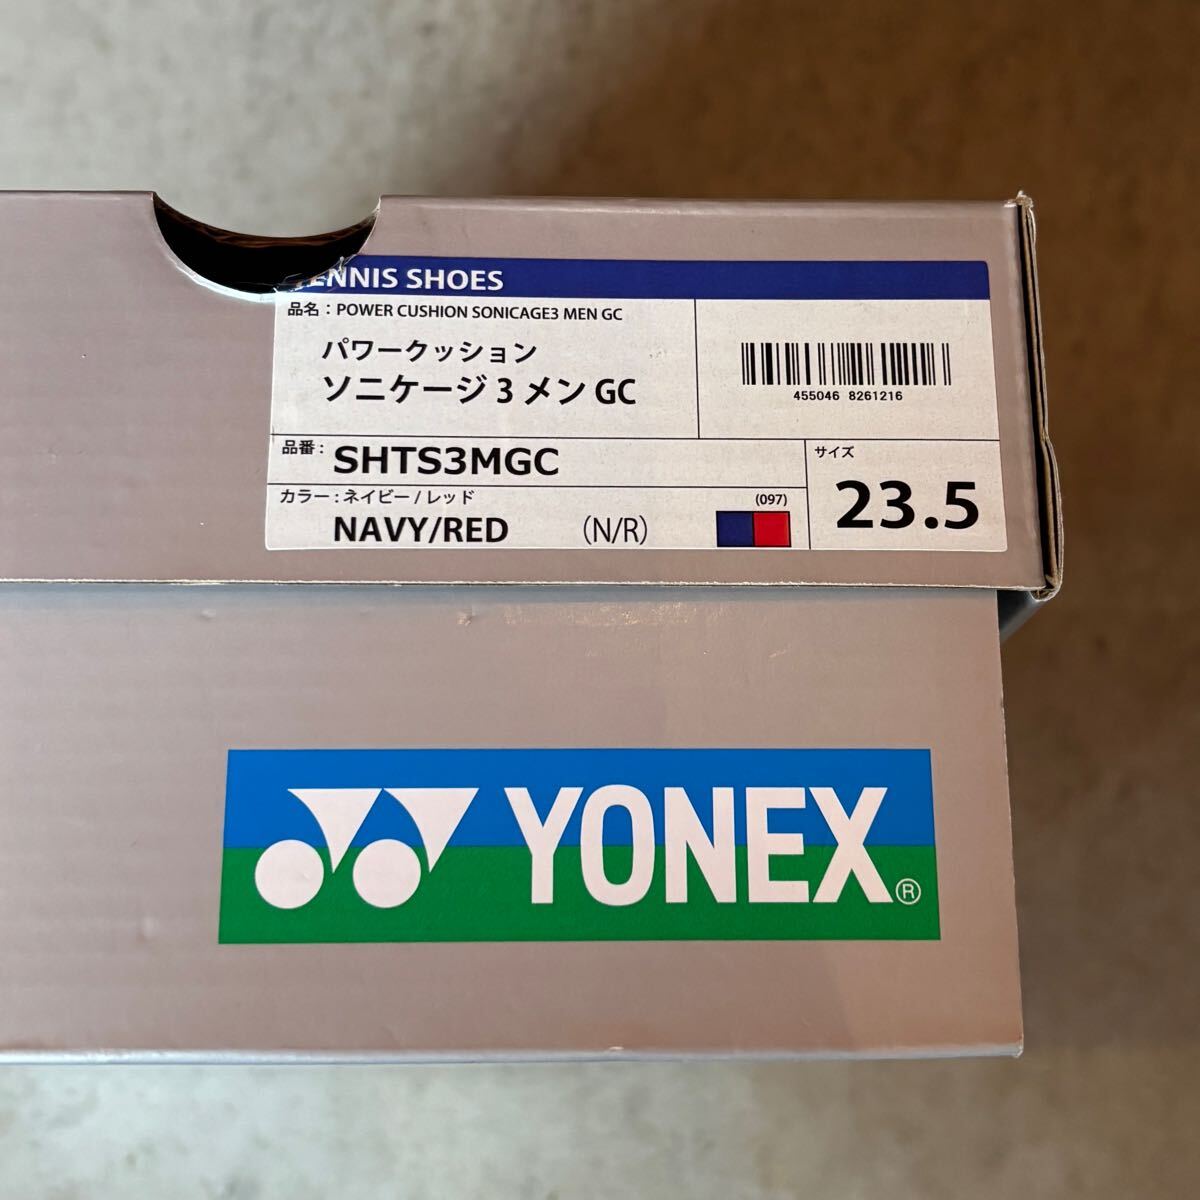 TENNIS SHOES
品名：POWER CUSHION SONICAGE3 MEN GC
パワークッション
ソニケージ 3 メン GC
455046 8261216
品番：SHTS3MGC
サイズ
23.5
カラー：ネイビー / レッド
(097)
NAVY/RED (N/R)
YONEX®